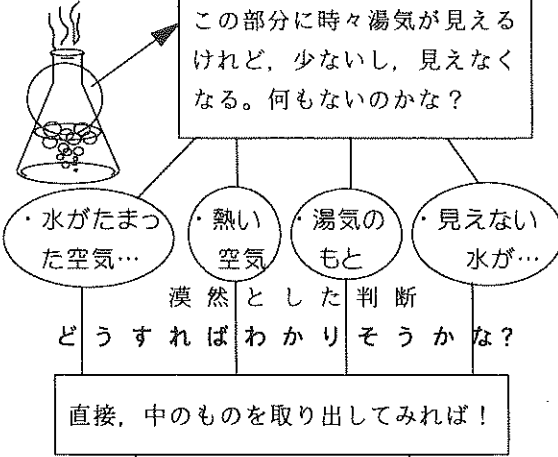 この部分に時々湯気が見える
けれど，少ないし，見えなく
なる。何もないのかな？
・水がたまっ
た空気…
・熱い
空気
・湯気の
もと
・見えない
水が…
漠然とした判断
どうすればわかりそうかな？
直接，中のものを取り出してみれば！